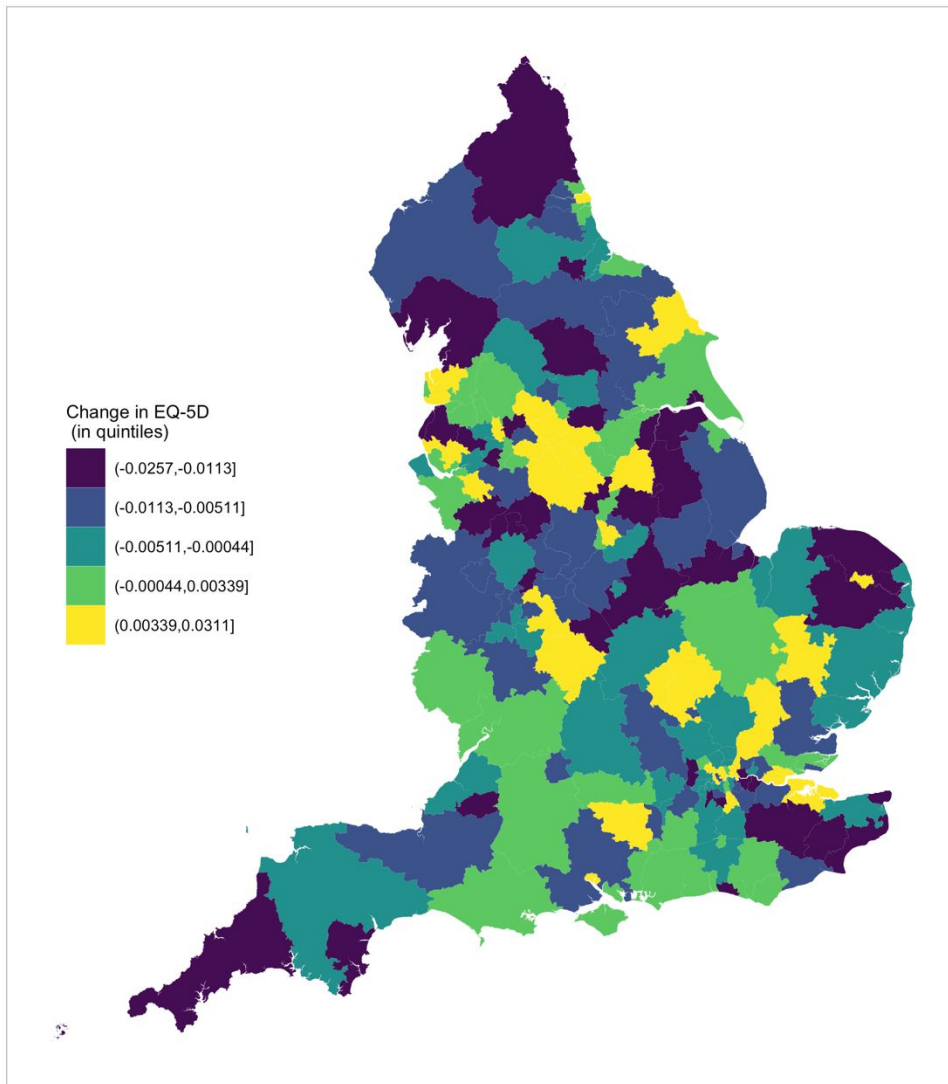 Change in EQ-5D
(in quintiles)
(-0.0257,-0.0113]
(-0.0113,-0.00511]
(-0.00511,-0.00044]
(-0.00044,0.00339]
(0.00339,0.0311]